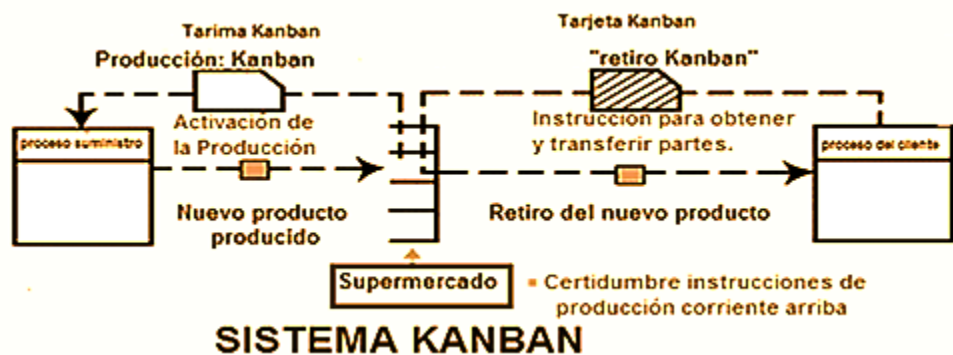 Tarima Kanban
Producción: Kanban
Tarjeta Kanban
"retiro Kanban"
proceso suministro
Activación de
la Producción
Instrucción para obtener
y transferir partes.
proceso del cliente
Nuevo producto
producido
Retiro del nuevo producto
Supermercado
Certidumbre instrucciones de
producción corriente arriba
SISTEMA KANBAN